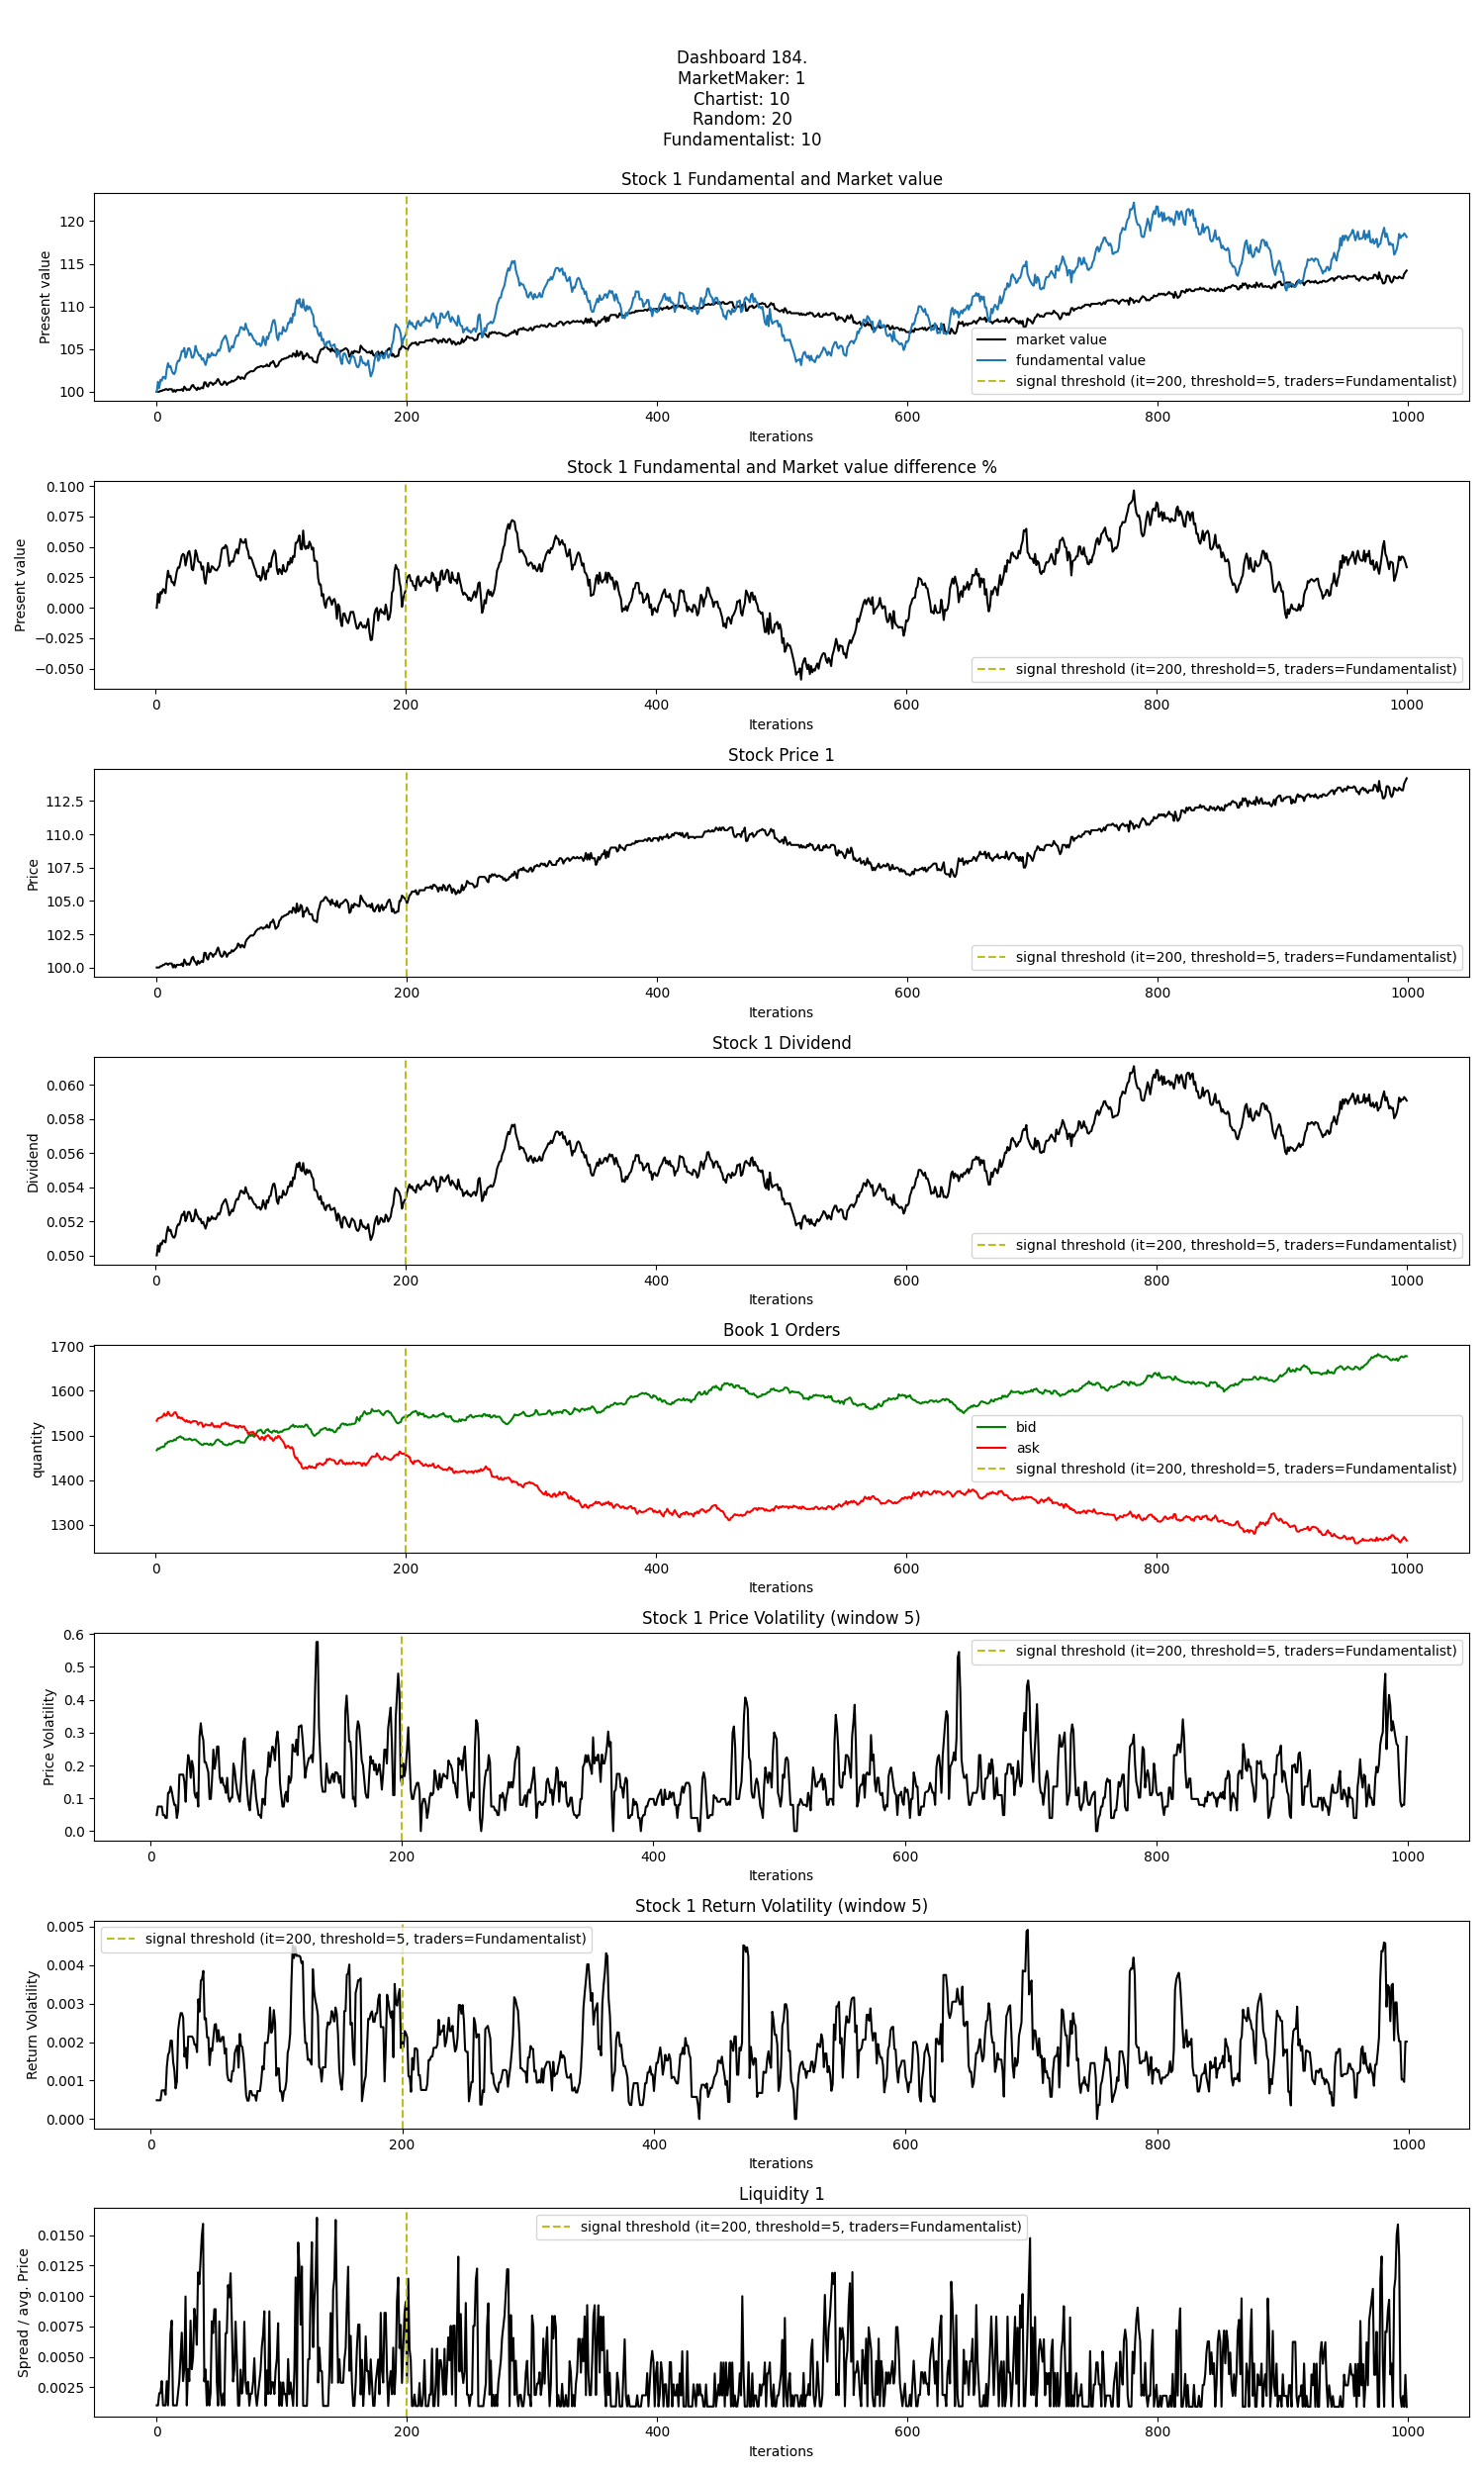 Dashboard 184.
MarketMaker: 1
Chartist: 10
Random: 20
Fundamentalist: 10
Stock 1 Fundamental and Market value
Present value
120
115
110
105
100
market value
fundamental value
signal threshold (it=200, threshold=5, traders=Fundamentalist)
0 200 400 600 800 1000
Iterations
Stock 1 Fundamental and Market value difference %
Present value
0.100
0.075
0.050
0.025
0.000
−0.025
−0.050
signal threshold (it=200, threshold=5, traders=Fundamentalist)
0 200 400 600 800 1000
Iterations
Stock Price 1
Price
112.5
110.0
107.5
105.0
102.5
100.0
signal threshold (it=200, threshold=5, traders=Fundamentalist)
0 200 400 600 800 1000
Iterations
Stock 1 Dividend
Dividend
0.060
0.058
0.056
0.054
0.052
0.050
signal threshold (it=200, threshold=5, traders=Fundamentalist)
0 200 400 600 800 1000
Iterations
Book 1 Orders
quantity
1700
1600
1500
1400
1300
bid
ask
signal threshold (it=200, threshold=5, traders=Fundamentalist)
0 200 400 600 800 1000
Iterations
Stock 1 Price Volatility (window 5)
Price Volatility
0.6
0.5
0.4
0.3
0.2
0.1
0.0
signal threshold (it=200, threshold=5, traders=Fundamentalist)
0 200 400 600 800 1000
Iterations
Stock 1 Return Volatility (window 5)
Return Volatility
0.005
0.004
0.003
0.002
0.001
0.000
signal threshold (it=200, threshold=5, traders=Fundamentalist)
0 200 400 600 800 1000
Iterations
Liquidity 1
Spread / avg. Price
0.0150
0.0125
0.0100
0.0075
0.0050
0.0025
signal threshold (it=200, threshold=5, traders=Fundamentalist)
0 200 400 600 800 1000
Iterations